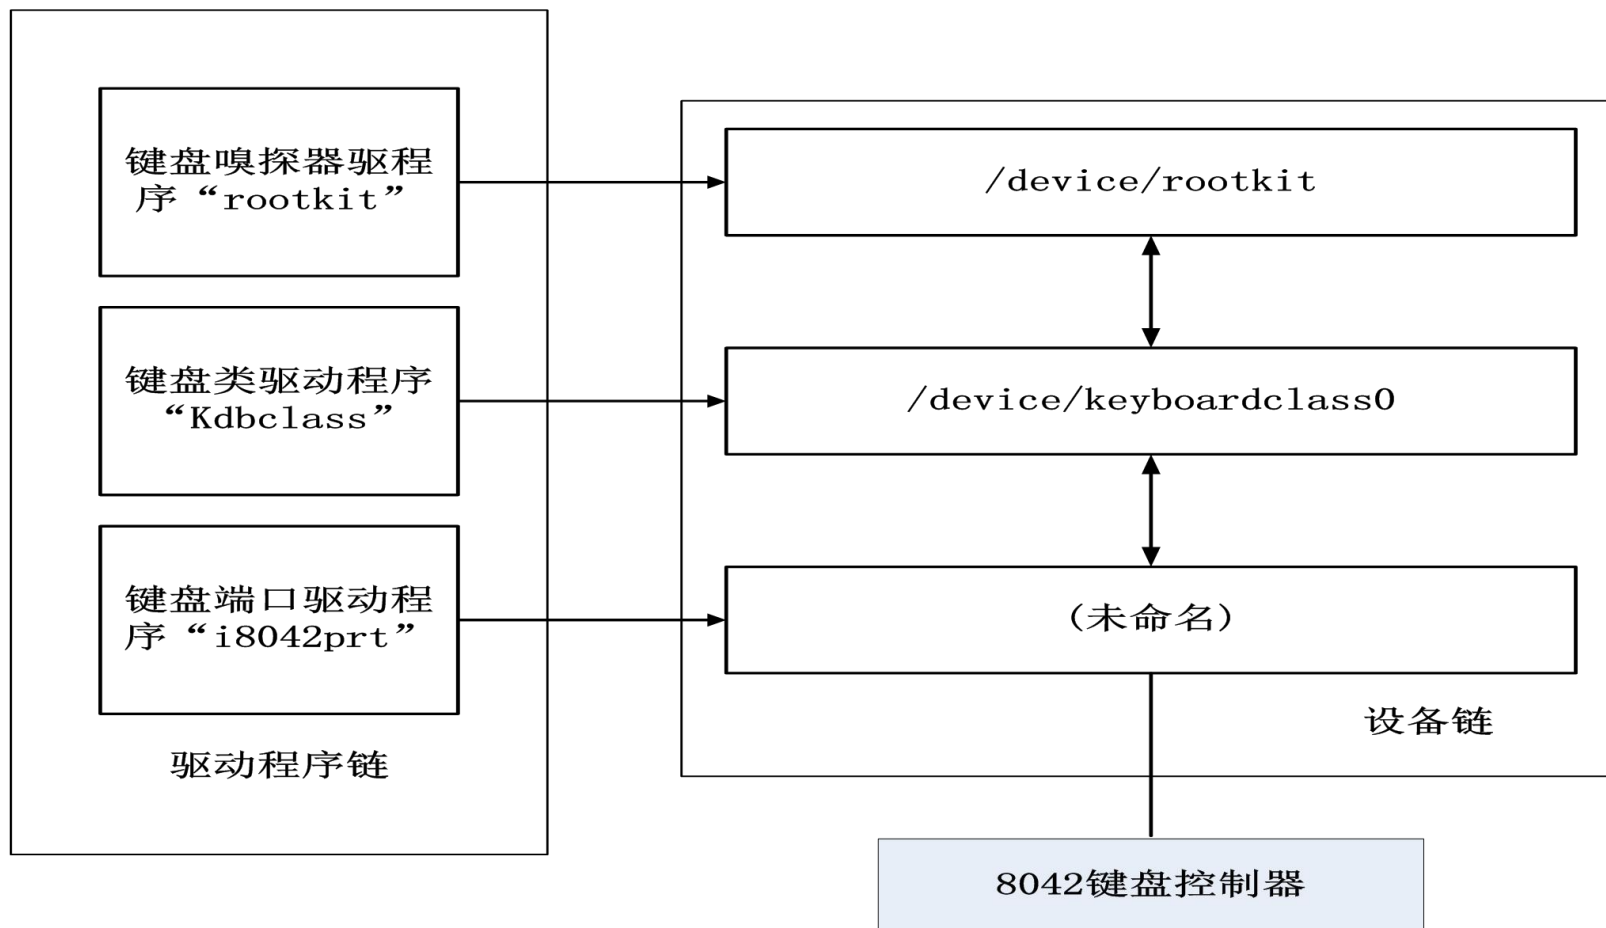 键盘嗅探器驱程
序“rootkit”
/device/rootkit
键盘类驱动程序
“Kdbclass”
/device/keyboardclass0
键盘端口驱动程
序“i8042prt”
(未命名)
设备链
驱动程序链
8042键盘控制器